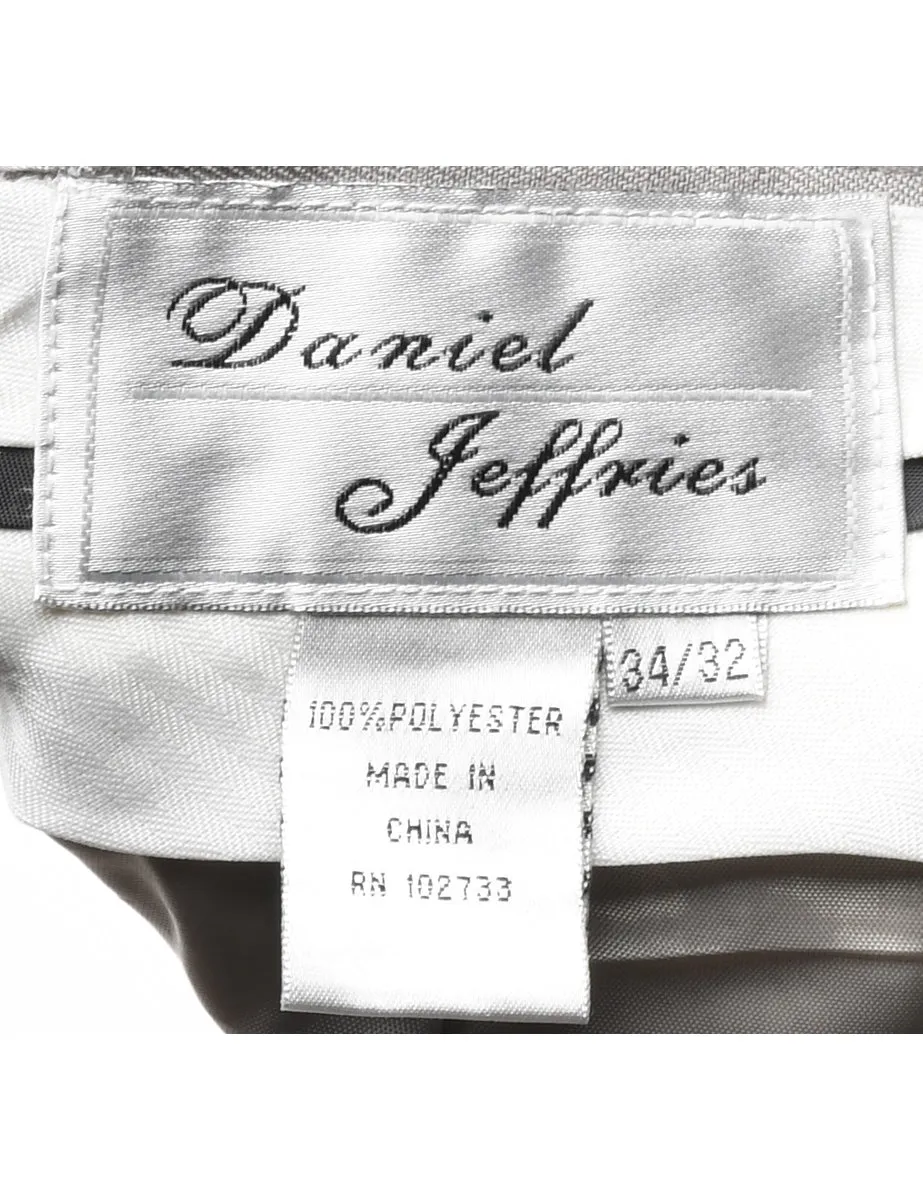 Daniel
Jeffries
34/32
100%POLYESTER
MADE IN
CHINA
RN 102733